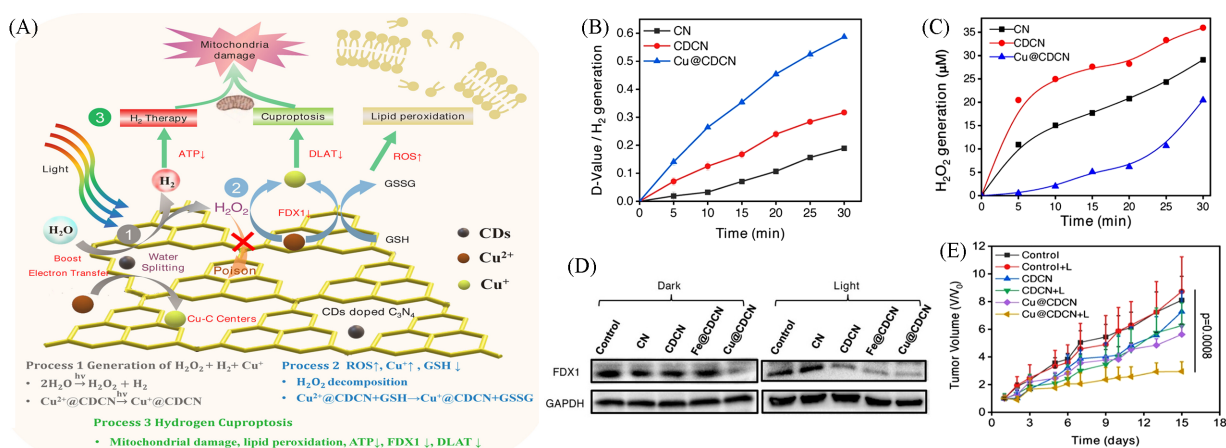 (A)
Mitochondria
damage
3
H₂ Therapy
Cuproptosis
Lipid peroxidation
ATP↓
DLAT↓
ROS↑
Light
H₂
2
GSSG
H₂O₂
FDX1↓
H₂O
1
GSH
CDs
Boost
Electron Transfer
Water
Splitting
Poison
Cu²⁺
Cu⁺
Cu-C Centers
CDs doped C₃N₄
Process 1 Generation of H₂O₂ + H₂+ Cu⁺
• 2H₂O hv→ H₂O₂ + H₂
• Cu²⁺@CDCN hv→ Cu⁺@CDCN
Process 2 ROS↑, Cu⁺↑ , GSH ↓
• H₂O₂ decomposition
• Cu²⁺@CDCN+GSH→Cu⁺@CDCN+GSSG
Process 3 Hydrogen Cuproptosis
• Mitochondrial damage, lipid peroxidation, ATP↓, FDX1 ↓, DLAT ↓
(B)
D-Value / H₂ generation
0.6
0.5
0.4
0.3
0.2
0.1
0.0
CN
CDCN
Cu@CDCN
0 5 10 15 20 25 30
Time (min)
(C)
H₂O₂ generation (μM)
35
30
25
20
15
10
5
0
CN
CDCN
Cu@CDCN
0 5 10 15 20 25 30
Time (min)
(D)
Dark
Light
Control
CN
CDCN
Fe@CDCN
Cu@CDCN
Control
CN
CDCN
Fe@CDCN
Cu@CDCN
FDX1
GAPDH
(E)
Tumor Volume (V/V₀)
12
10
8
6
4
2
0
Control
Control+L
CDCN
CDCN+L
Cu@CDCN
Cu@CDCN+L
p=0.0008
0 3 6 9 12 15 18
Time (days)